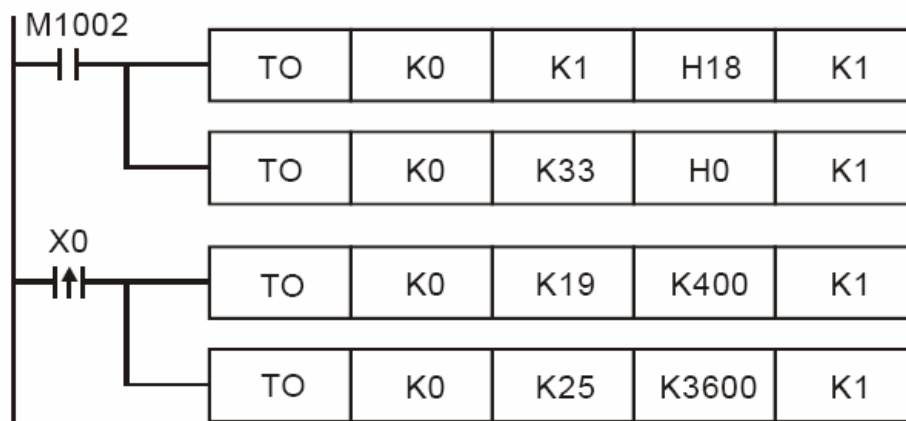 M1002
TO K0 K1 H18 K1
TO K0 K33 H0 K1
X0
TO K0 K19 K400 K1
TO K0 K25 K3600 K1